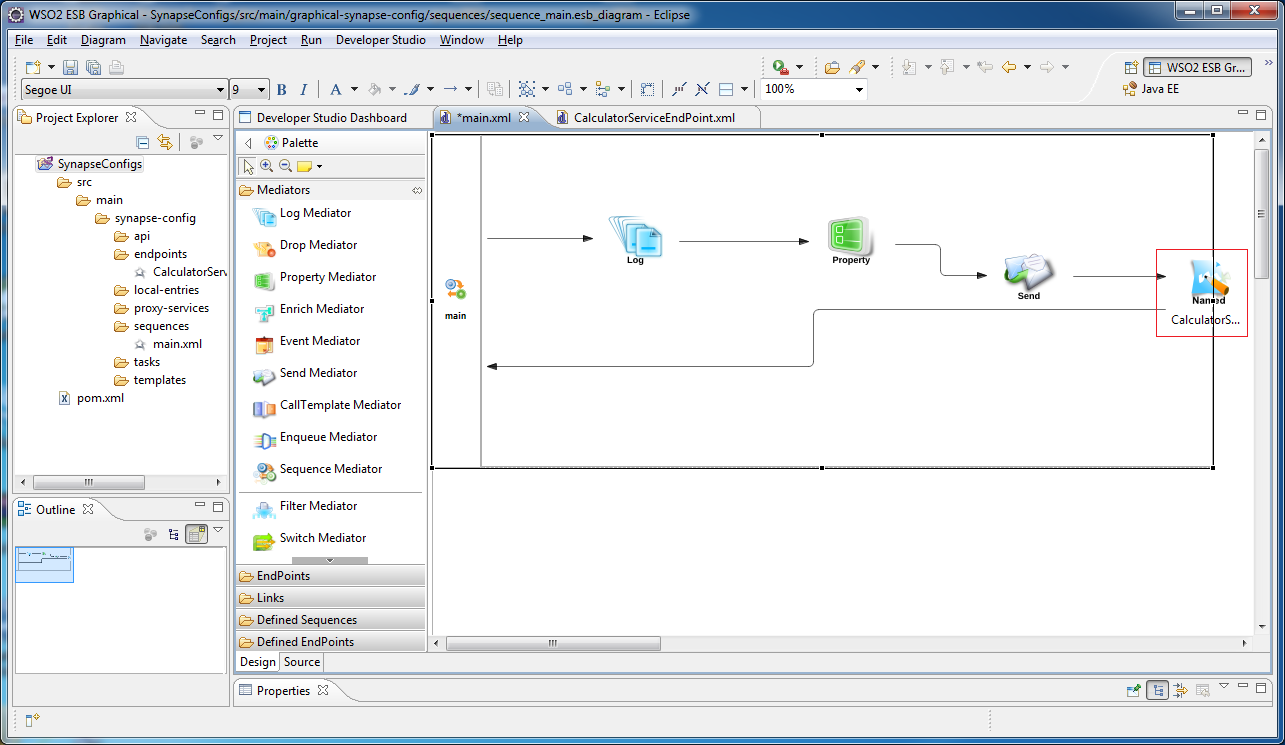 WSO2 ESB Graphical - SynapseConfigs/src/main/graphical-synapse-config/sequences/sequence_main.esb_diagram - Eclipse
File Edit Diagram Navigate Search Project Run Developer Studio Window Help
WSO2 ESB Gr...
Segoe UI 9 B I A 100% Java EE
Project Explorer
SynapseConfigs
src
main
synapse-config
api
endpoints
CalculatorServ
local-entries
proxy-services
sequences
main.xml
tasks
templates
pom.xml
Outline
Developer Studio Dashboard *main.xml CalculatorServiceEndPoint.xml
Palette
Mediators
Log Mediator
Drop Mediator
Property Mediator
Enrich Mediator
Event Mediator
Send Mediator
CallTemplate Mediator
Enqueue Mediator
Sequence Mediator
Filter Mediator
Switch Mediator
EndPoints
Links
Defined Sequences
Defined EndPoints
Design Source
main
Log
Property
Send
Named
CalculatorS...
Properties